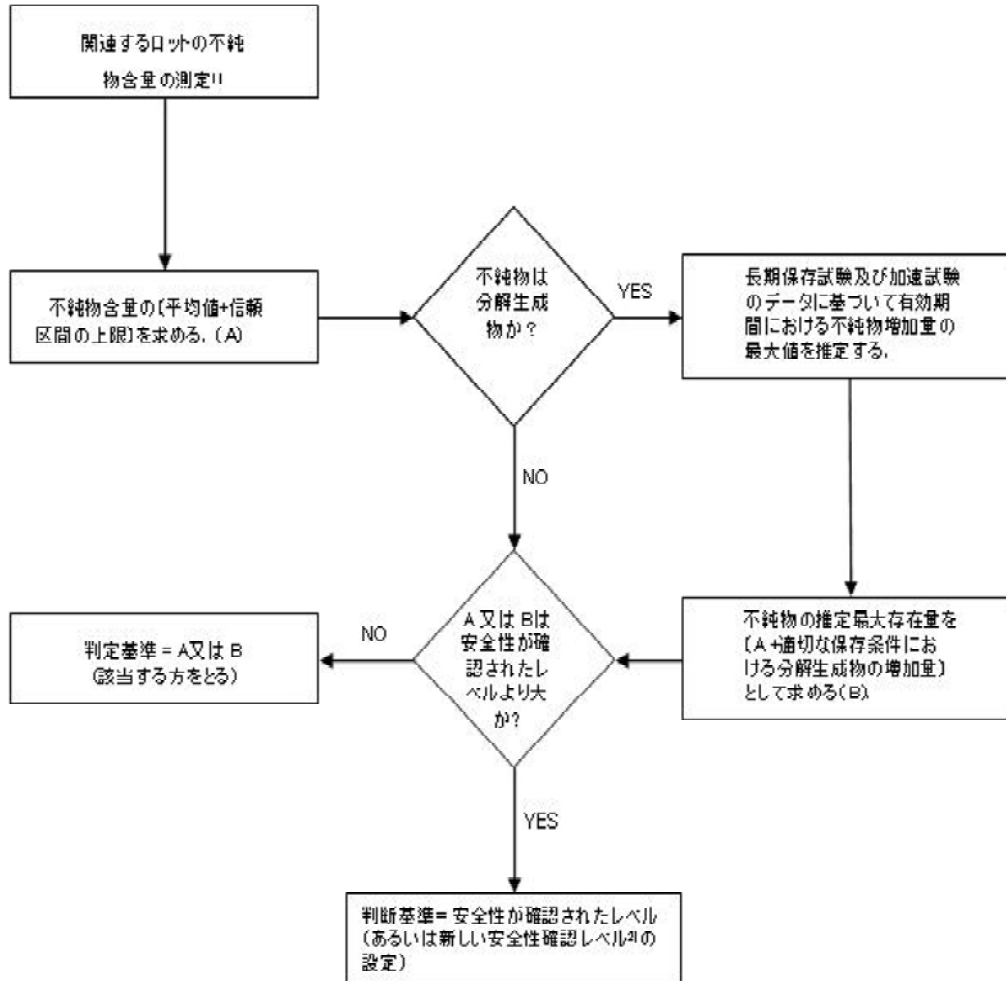 関連するロットの不純
物含量の測定1)
不純物含量の[平均値+信頼
区間の上限]を求める. (A)
不純物は
分解生成
物か?
YES
長期保存試験及び加速試験
のデータに基づいて有効期
間における不純物増加量の
最大値を推定する.
NO
A又はBは
安全性が確
認されたレ
ベルより大
か?
NO
判定基準 = A又は B
(該当する方をとる)
不純物の推定最大存在量を
[A+適切な保存条件にお
ける分解生成物の増加量]
として求める(B).
YES
判断基準=安全性が確認されたレベル
(あるいは新しい安全性確認レベル2)の
設定)